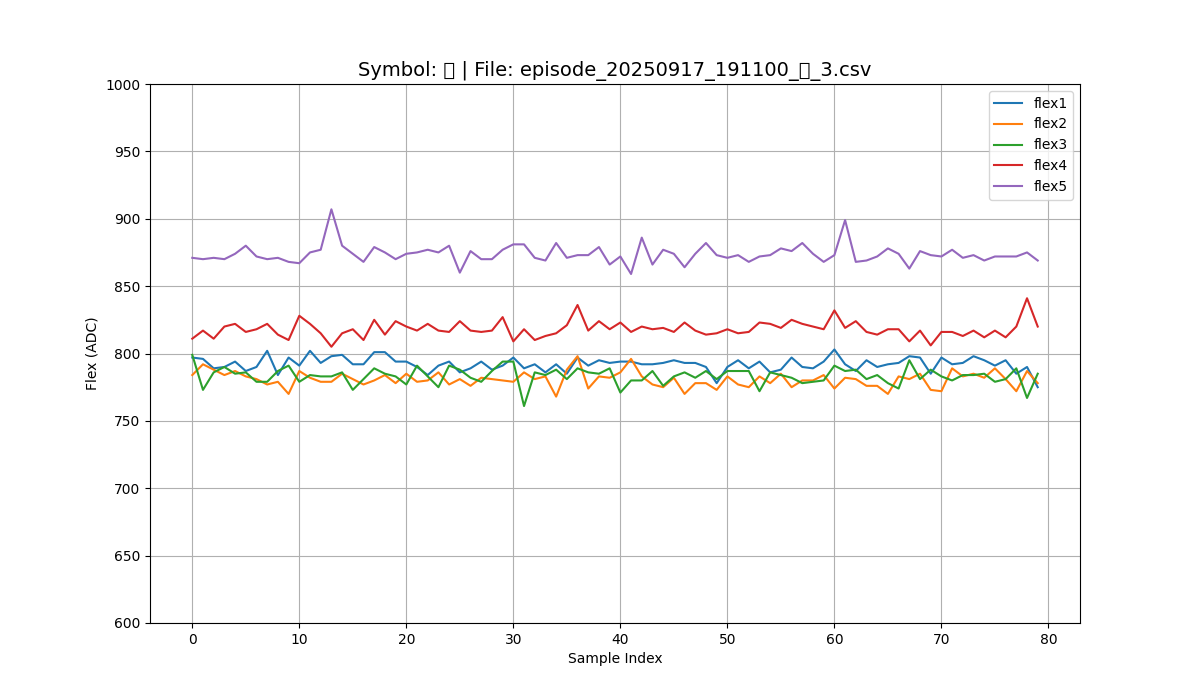 Symbol: ▯ | File: episode_20250917_191100_▯_3.csv
1000
950
900
850
800
750
700
650
600
Flex (ADC)
flex1
flex2
flex3
flex4
flex5
0 10 20 30 40 50 60 70 80
Sample Index